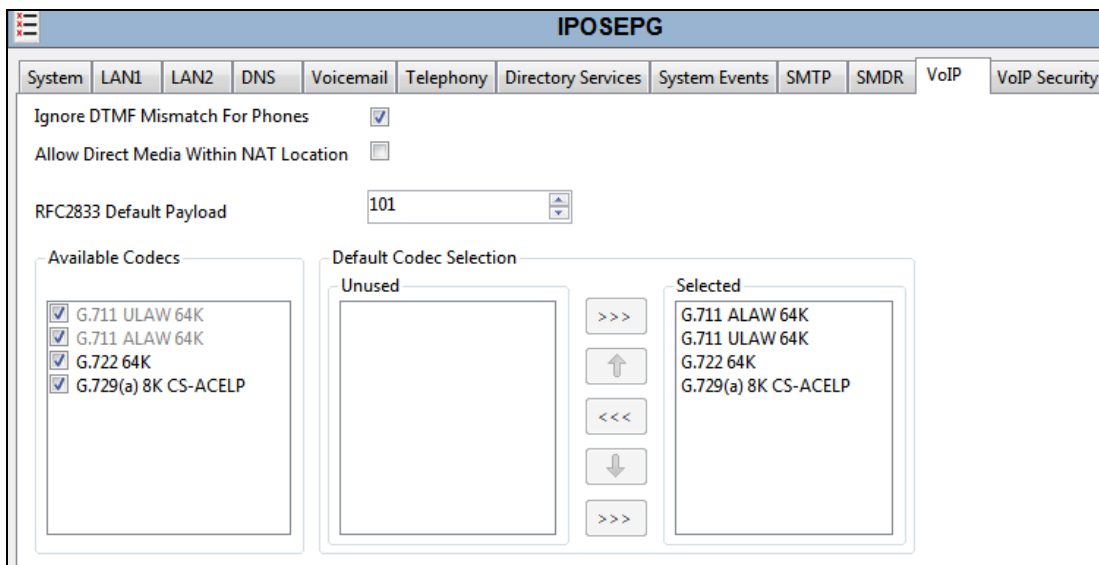 IPOSEPG
System LAN1 LAN2 DNS Voicemail Telephony Directory Services System Events SMTP SMDR VoIP VoIP Security
Ignore DTMF Mismatch For Phones
Allow Direct Media Within NAT Location
RFC2833 Default Payload 101
Available Codecs
G.711 ULAW 64K
G.711 ALAW 64K
G.722 64K
G.729(a) 8K CS-ACELP
Default Codec Selection
Unused
>>>
<<<
>>>
Selected
G.711 ALAW 64K
G.711 ULAW 64K
G.722 64K
G.729(a) 8K CS-ACELP